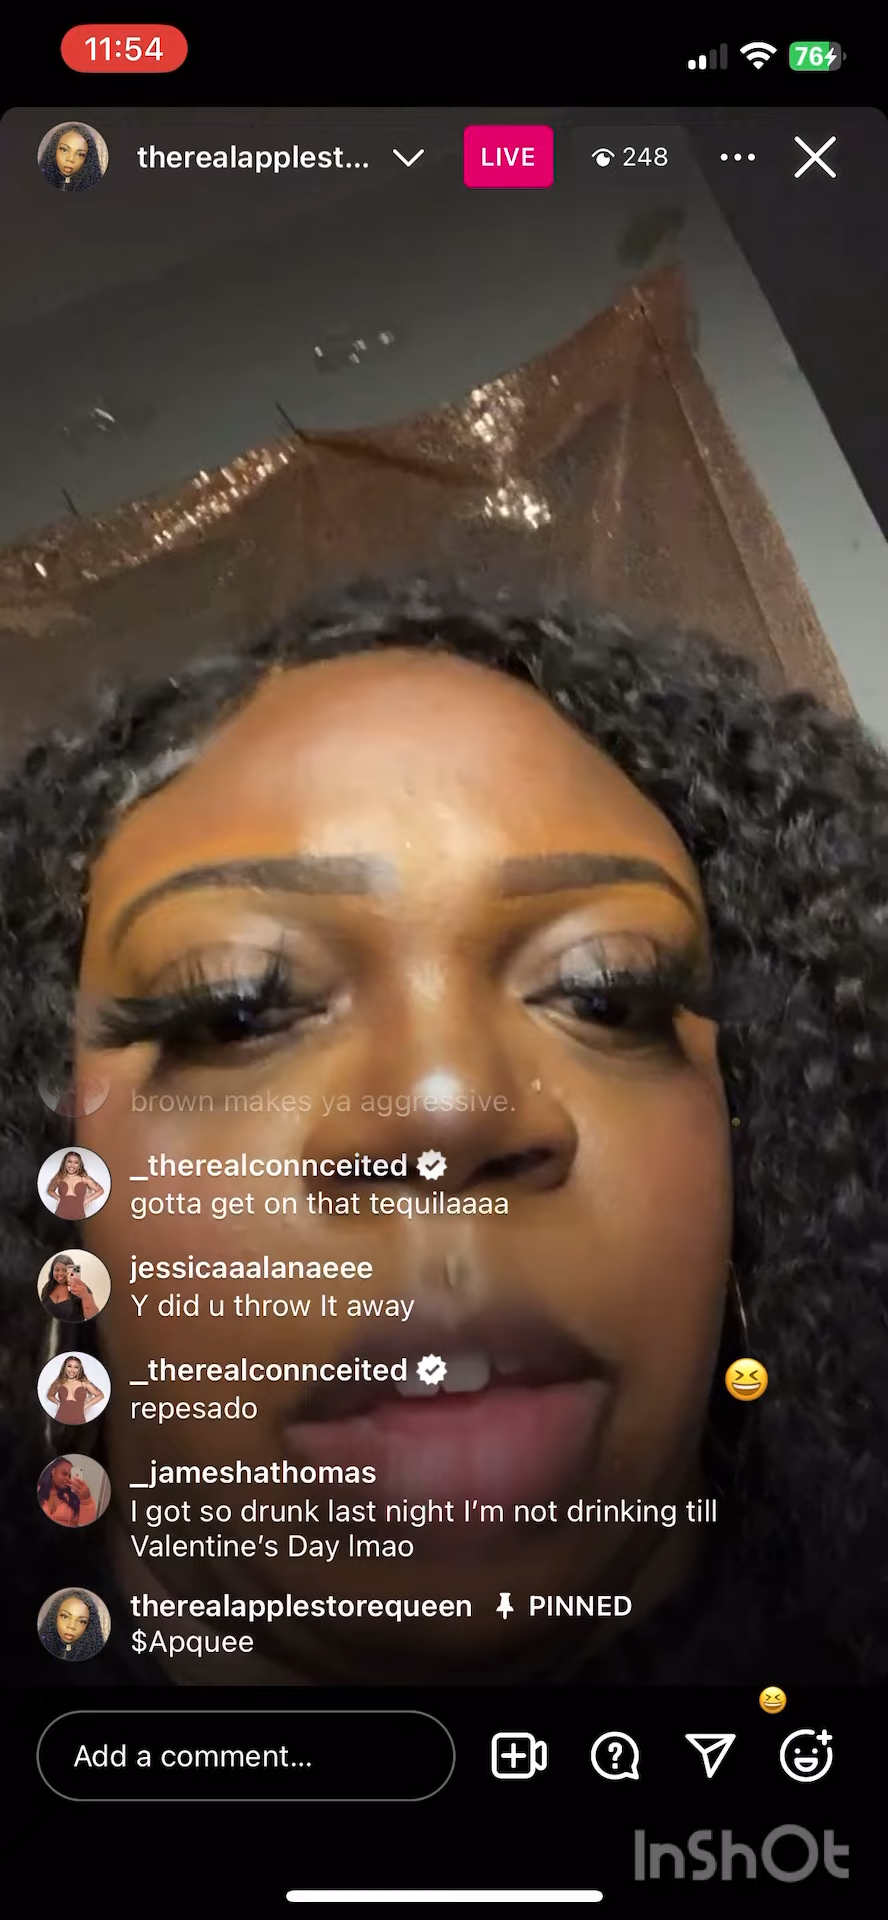 11:54
76
therealapplest...
LIVE
248
brown makes ya aggressive.
_therealconnceited
gotta get on that tequilaaaa
jessicaaalanaeee
Y did u throw It away
_therealconnceited
repesado
_jameshathomas
I got so drunk last night I’m not drinking till
Valentine’s Day lmao
therealapplestorequeen PINNED
$Apquee
Add a comment...
InShOt